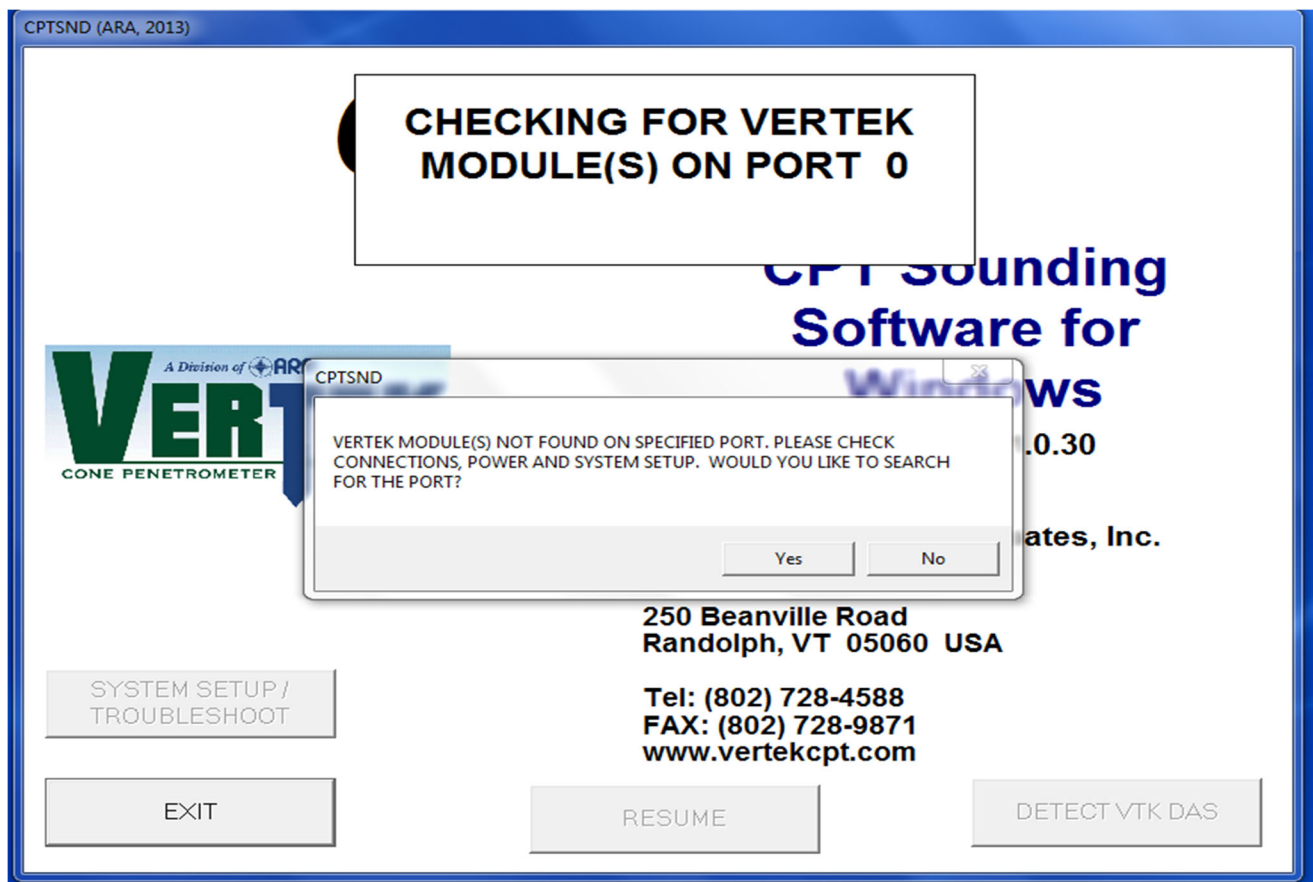 CPTSND (ARA, 2013)
CHECKING FOR VERTEK
MODULE(S) ON PORT 0
CPT Sounding
Software for
Windows
.0.30
A Division of ARA
VERT
CONE PENETROMETER
CPTSND
VERTEK MODULE(S) NOT FOUND ON SPECIFIED PORT. PLEASE CHECK
CONNECTIONS, POWER AND SYSTEM SETUP. WOULD YOU LIKE TO SEARCH
FOR THE PORT?
Yes
No
ates, Inc.
250 Beanville Road
Randolph, VT 05060 USA
Tel: (802) 728-4588
FAX: (802) 728-9871
www.vertekcpt.com
SYSTEM SETUP /
TROUBLESHOOT
EXIT
RESUME
DETECT VTK DAS